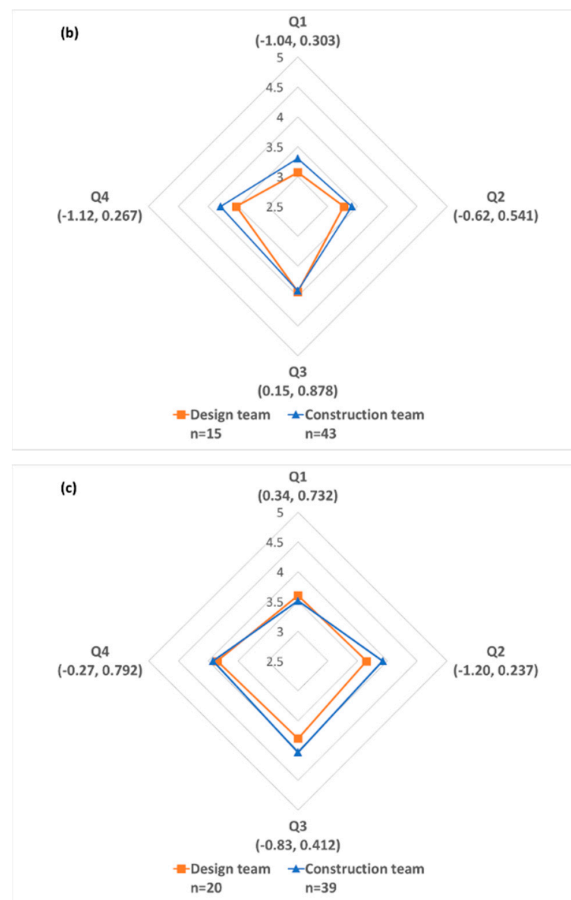 (b)
Q1
(-1.04, 0.303)
5
4.5
4
3.5
3
2.5
Q4
(-1.12, 0.267)
Q2
(-0.62, 0.541)
Q3
(0.15, 0.878)
Design team
n=15
Construction team
n=43
(c)
Q1
(0.34, 0.732)
5
4.5
4
3.5
3
2.5
Q4
(-0.27, 0.792)
Q2
(-1.20, 0.237)
Q3
(-0.83, 0.412)
Design team
n=20
Construction team
n=39